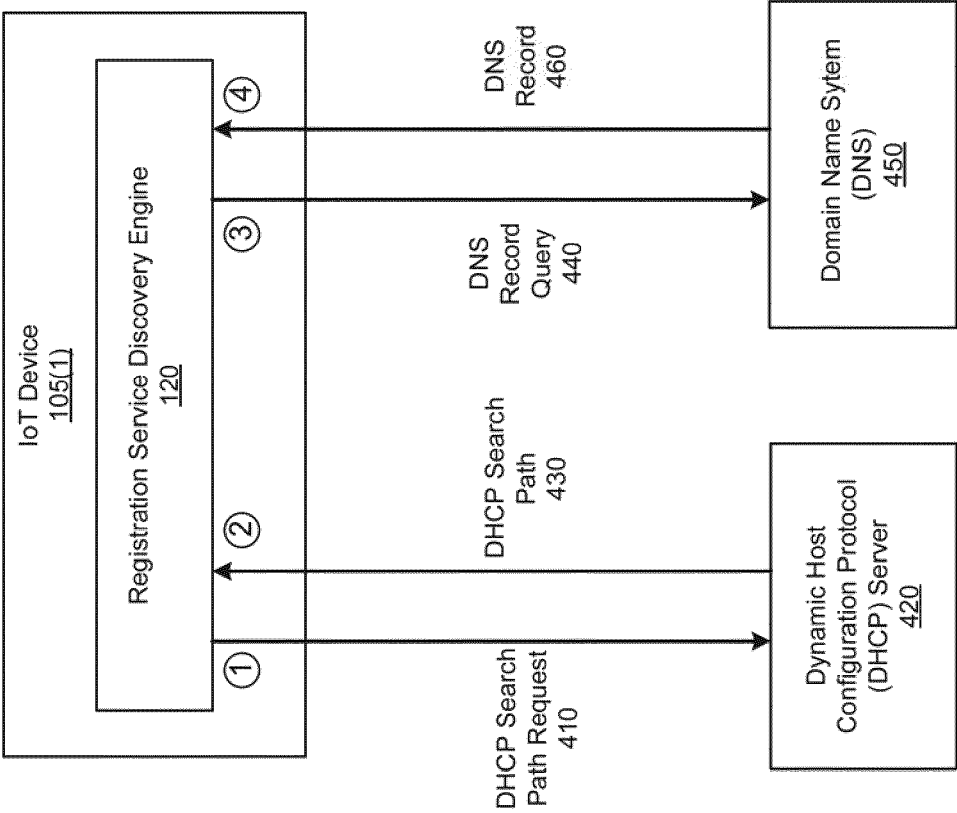 IoT Device
105(1)
Registration Service Discovery Engine
120
1
2
3
4
DHCP Search
Path Request
410
DHCP Search
Path
430
DNS
Record
Query
440
DNS
Record
460
Dynamic Host
Configuration Protocol
(DHCP) Server
420
Domain Name Sytem
(DNS)
450